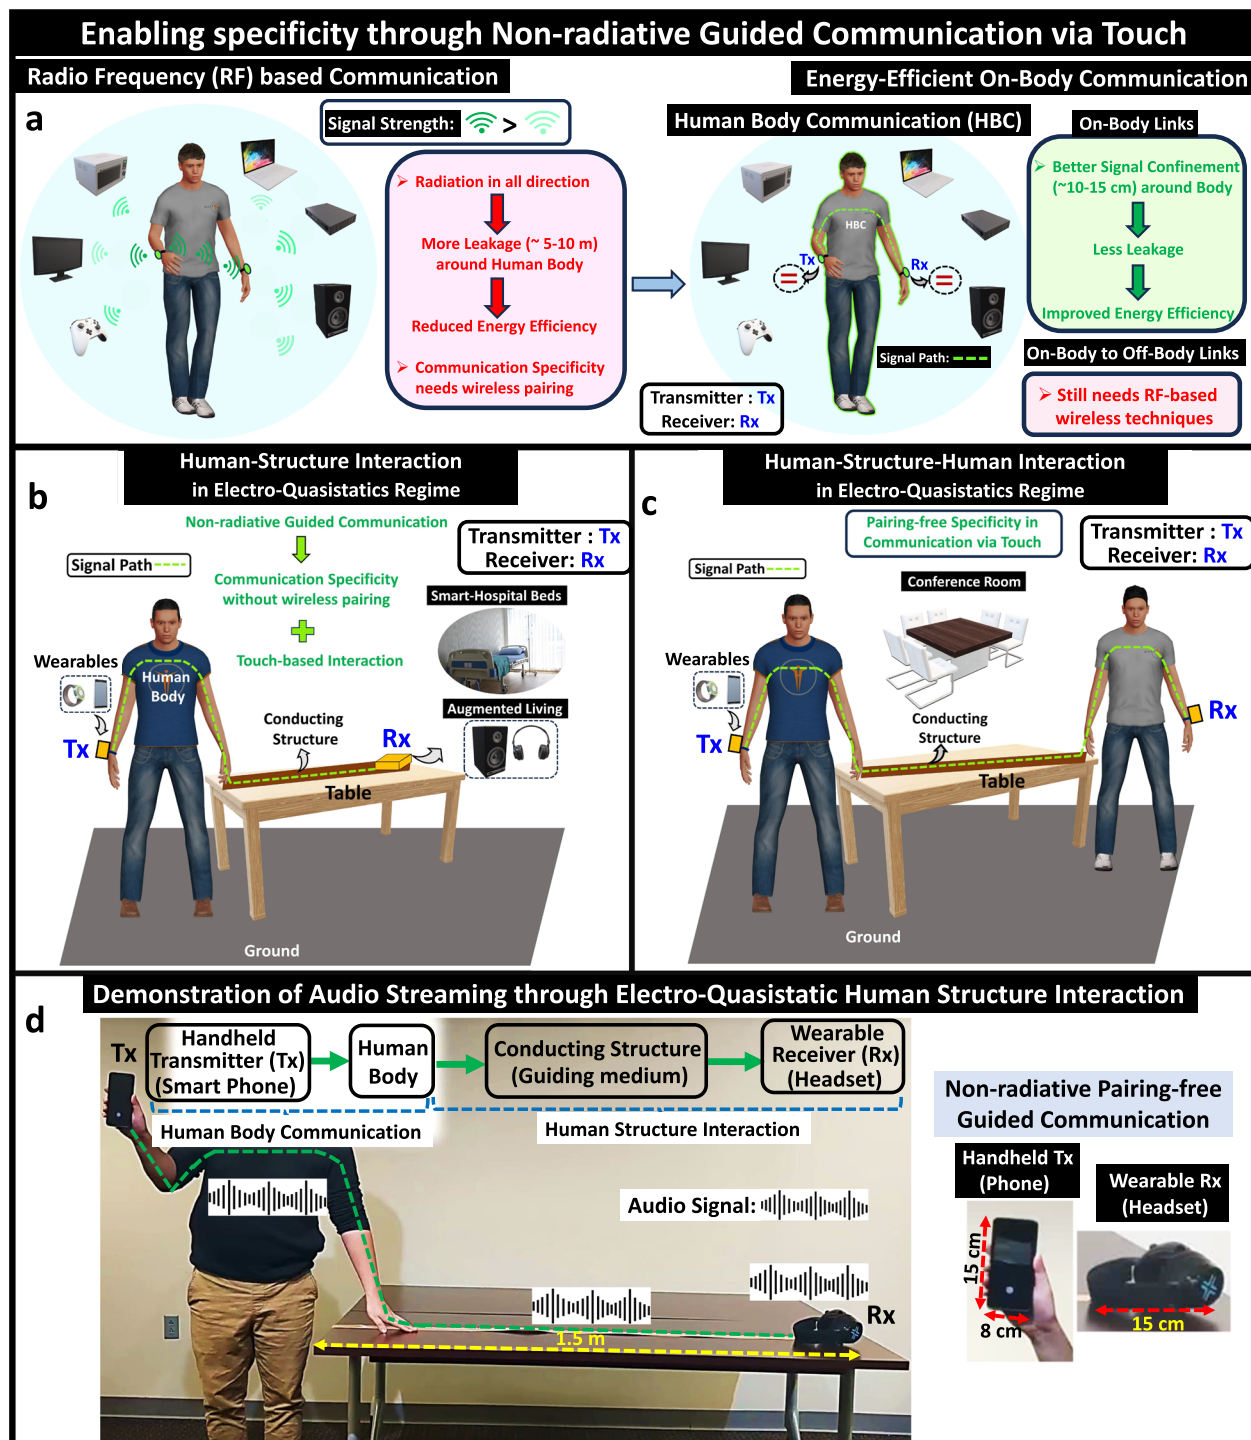 Enabling specificity through Non-radiative Guided Communication via Touch
Radio Frequency (RF) based Communication
Energy-Efficient On-Body Communication
a
Signal Strength: >
➢ Radiation in all direction
More Leakage (~ 5-10 m)
around Human Body
Reduced Energy Efficiency
➢ Communication Specificity
needs wireless pairing
Human Body Communication (HBC)
HBC
Tx
Rx
=
=
Signal Path:
Transmitter : Tx
Receiver: Rx
On-Body Links
➢ Better Signal Confinement
(~10-15 cm) around Body
Less Leakage
Improved Energy Efficiency
On-Body to Off-Body Links
➢ Still needs RF-based
wireless techniques
b
Human-Structure Interaction
in Electro-Quasistatics Regime
Non-radiative Guided Communication
Communication Specificity
without wireless pairing
Touch-based Interaction
Transmitter : Tx
Receiver: Rx
Signal Path
Smart-Hospital Beds
Augmented Living
Wearables
Human
Body
Tx
Conducting
Structure
Rx
Table
Ground
c
Human-Structure-Human Interaction
in Electro-Quasistatics Regime
Pairing-free Specificity in
Communication via Touch
Transmitter : Tx
Receiver: Rx
Signal Path
Conference Room
Wearables
Tx
Conducting
Structure
Rx
Table
Ground
d
Demonstration of Audio Streaming through Electro-Quasistatic Human Structure Interaction
Tx
Handheld
Transmitter (Tx)
(Smart Phone)
Human
Body
Conducting Structure
(Guiding medium)
Wearable
Receiver (Rx)
(Headset)
Human Body Communication
Human Structure Interaction
Audio Signal:
Rx
1.5 m
Non-radiative Pairing-free
Guided Communication
Handheld Tx
(Phone)
Wearable Rx
(Headset)
15 cm
8 cm
15 cm